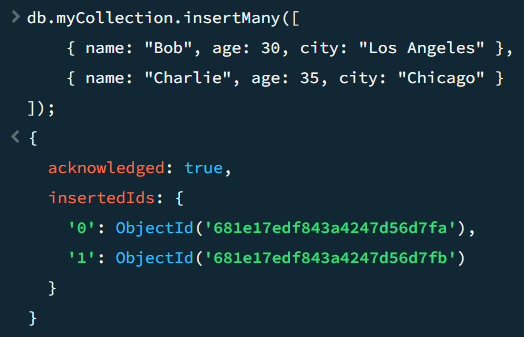 > db.myCollection.insertMany([
    { name: "Bob", age: 30, city: "Los Angeles" },
    { name: "Charlie", age: 35, city: "Chicago" }
]);
< {
  acknowledged: true,
  insertedIds: {
    '0': ObjectId('681e17edf843a4247d56d7fa'),
    '1': ObjectId('681e17edf843a4247d56d7fb')
  }
}